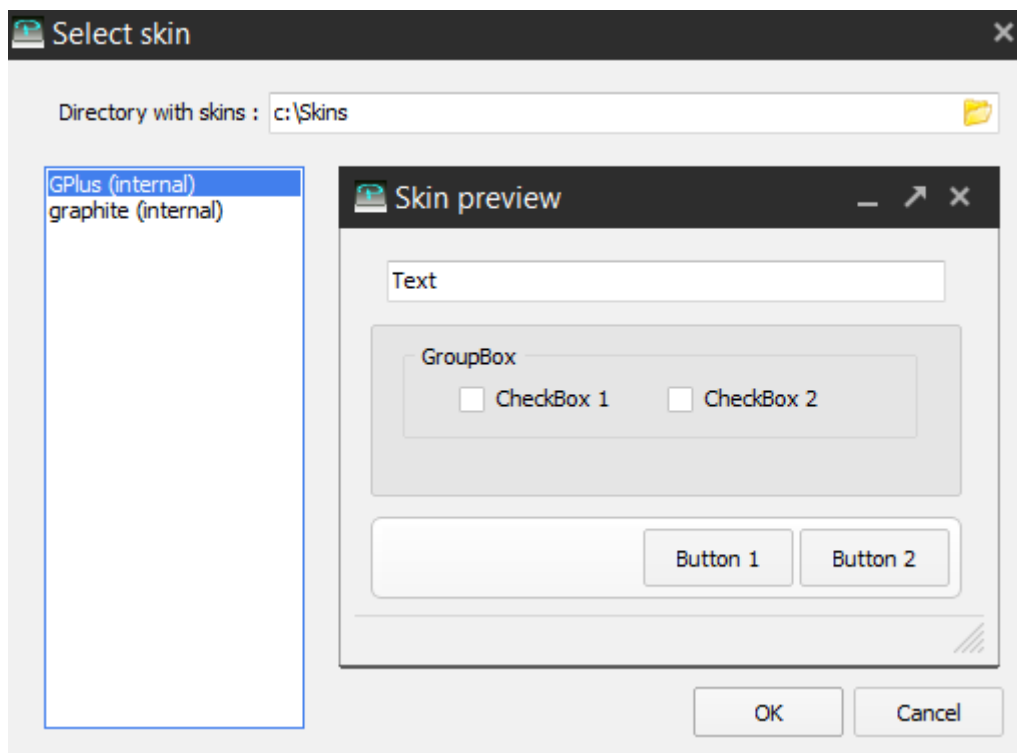 Select skin
Directory with skins : c:\Skins
GPlus (internal)
graphite (internal)
Skin preview
Text
GroupBox
CheckBox 1 CheckBox 2
Button 1 Button 2
OK Cancel